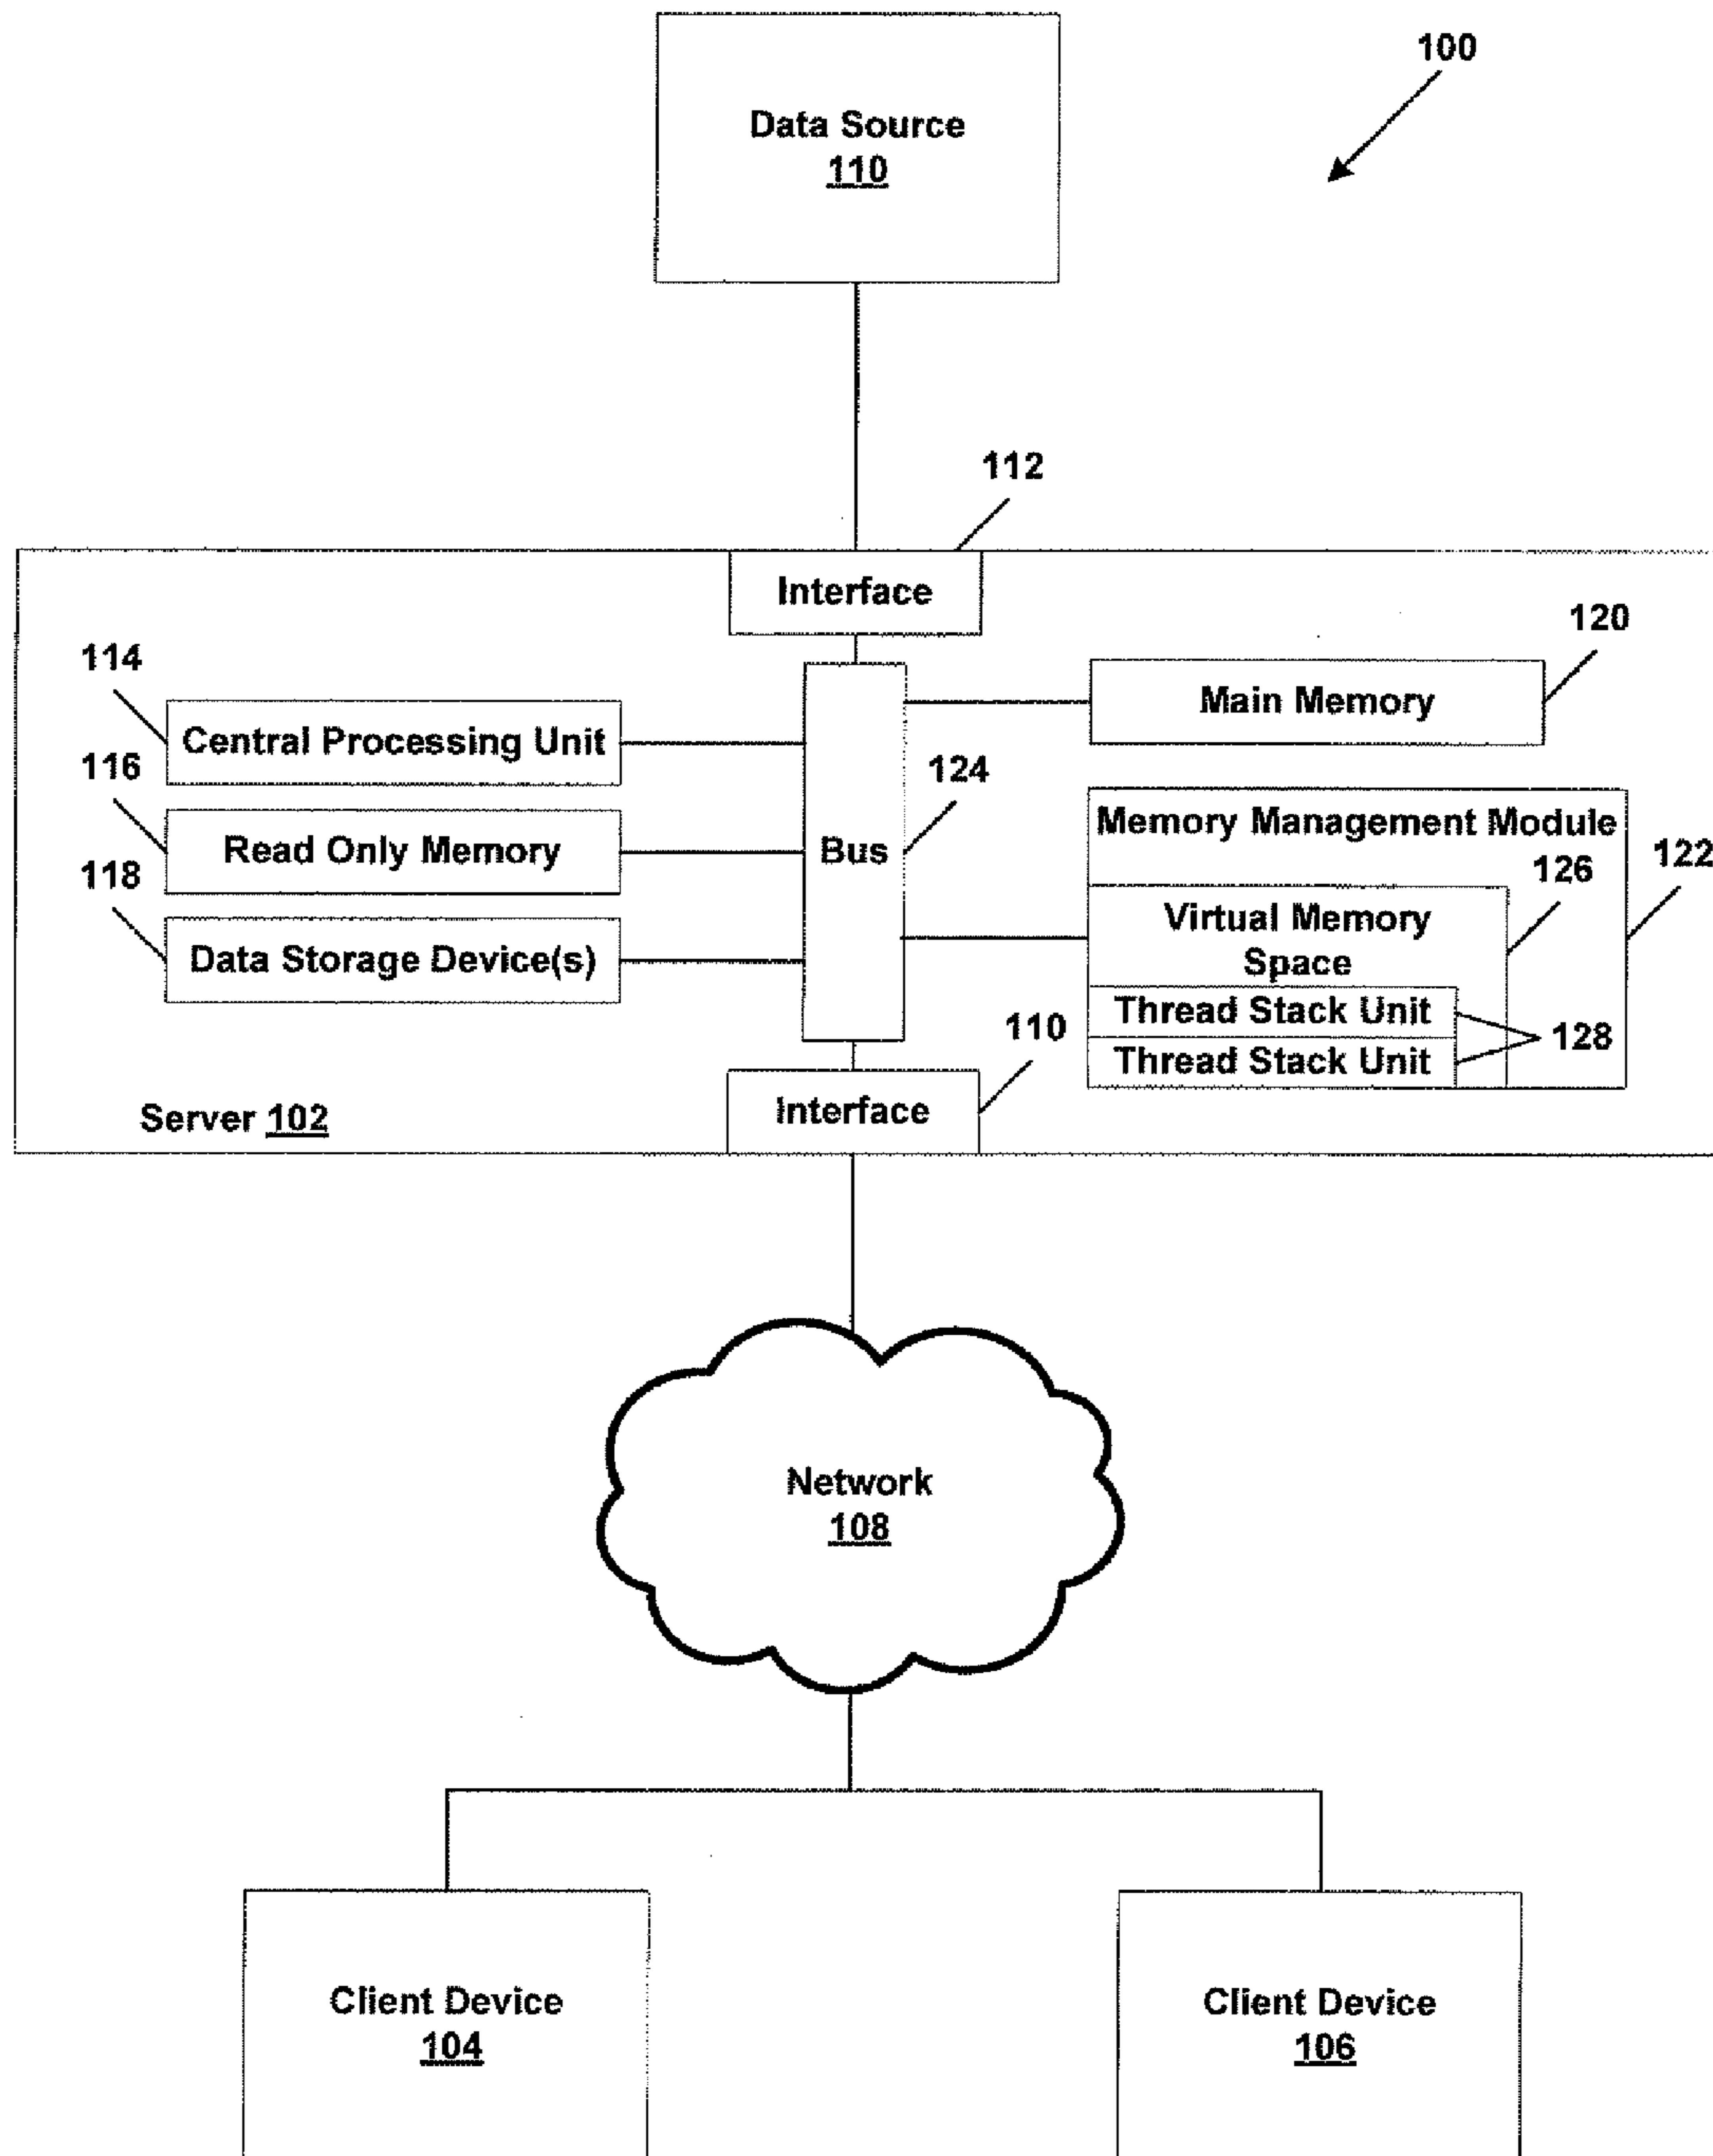 100
Data Source
110
112
Interface
120
114
Main Memory
Central Processing Unit
116
124
Memory Management Module
Read Only Memory
Bus
126
122
118
Virtual Memory
Space
Data Storage Device(s)
Thread Stack Unit
110
128
Thread Stack Unit
Interface
Server 102
Network
108
Client Device
104
Client Device
106